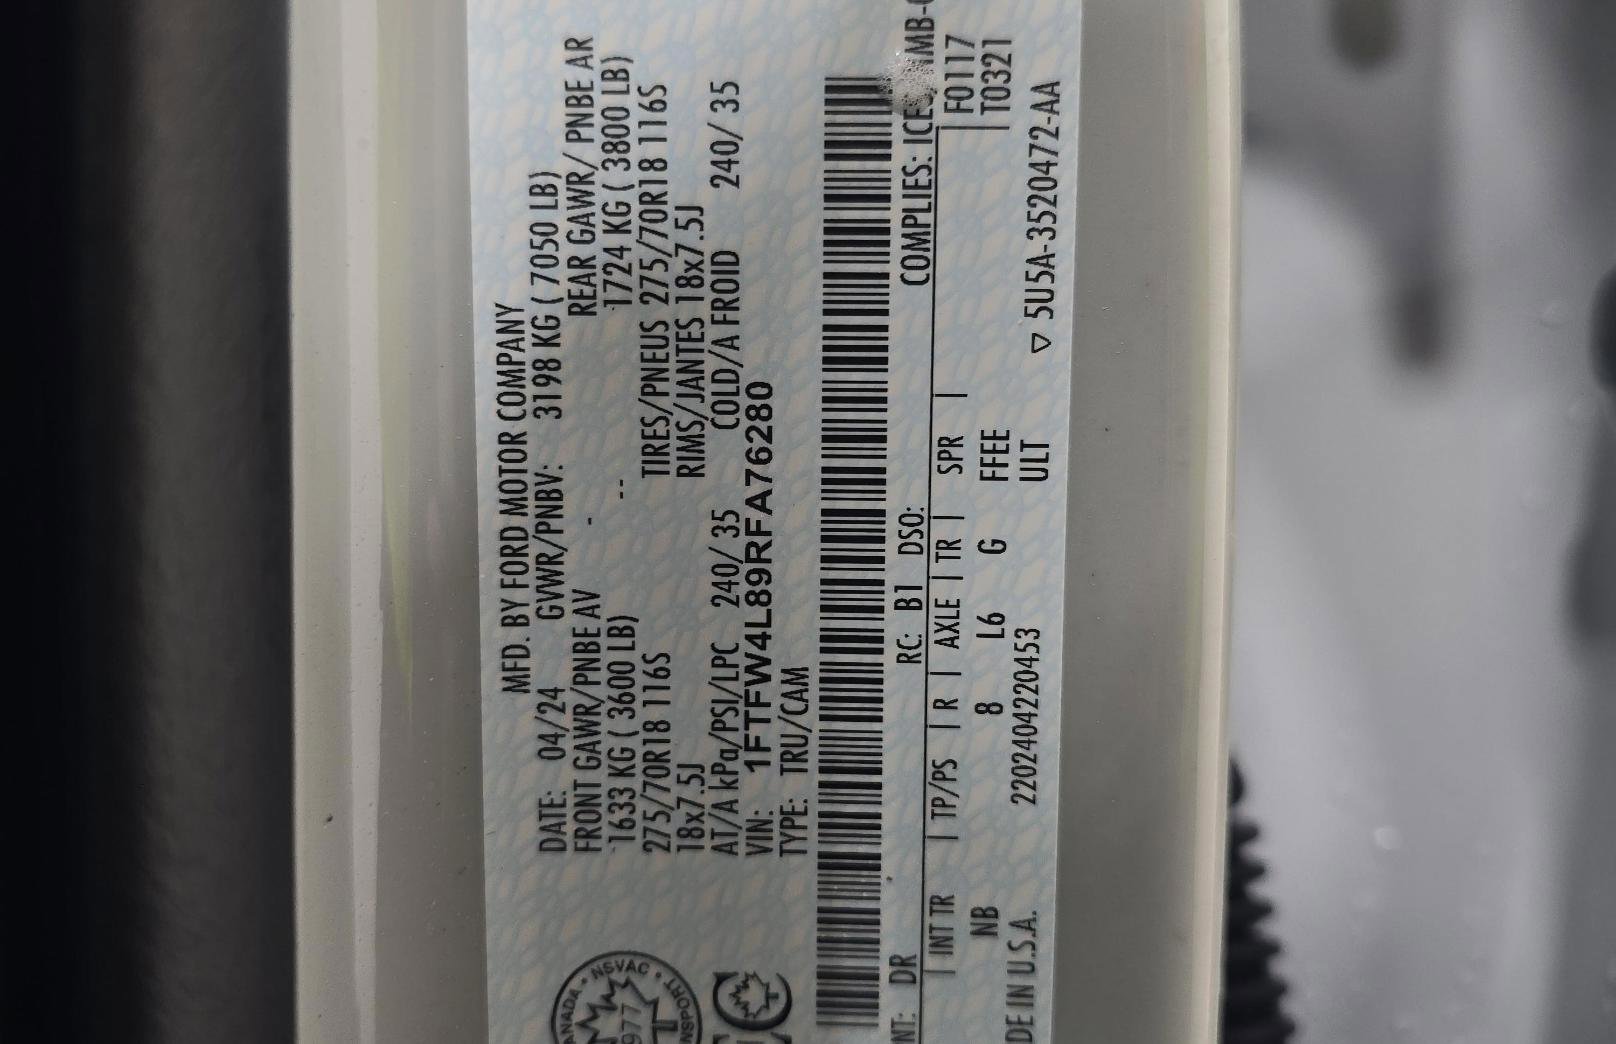 MFD. BY FORD MOTOR COMPANY
DATE: 04/24 GVWR/PNBV: 3198 KG ( 7050 LB)
FRONT GAWR/PNBE AV - REAR GAWR/ PNBE AR
1633 KG ( 3600 LB) -- 1724 KG ( 3800 LB)
275/70R18 116S TIRES/PNEUS 275/70R18 116S
18x7.5J RIMS/JANTES 18x7.5J
AT/A kPa/PSI/LPC 240/ 35 COLD/A FROID 240/ 35
VIN: 1FTFW4L89RFA76280
TYPE: TRU/CAM
NT: DR RC: B1 DSO: COMPLIES:
INT TR | TP/PS | R | AXLE | TR | SPR | F0117
NB 8 L6 G FFEE T0321
DE IN U.S.A. 220240420453 ULT ▽ 5U5A-3520472-AA
NSVAC